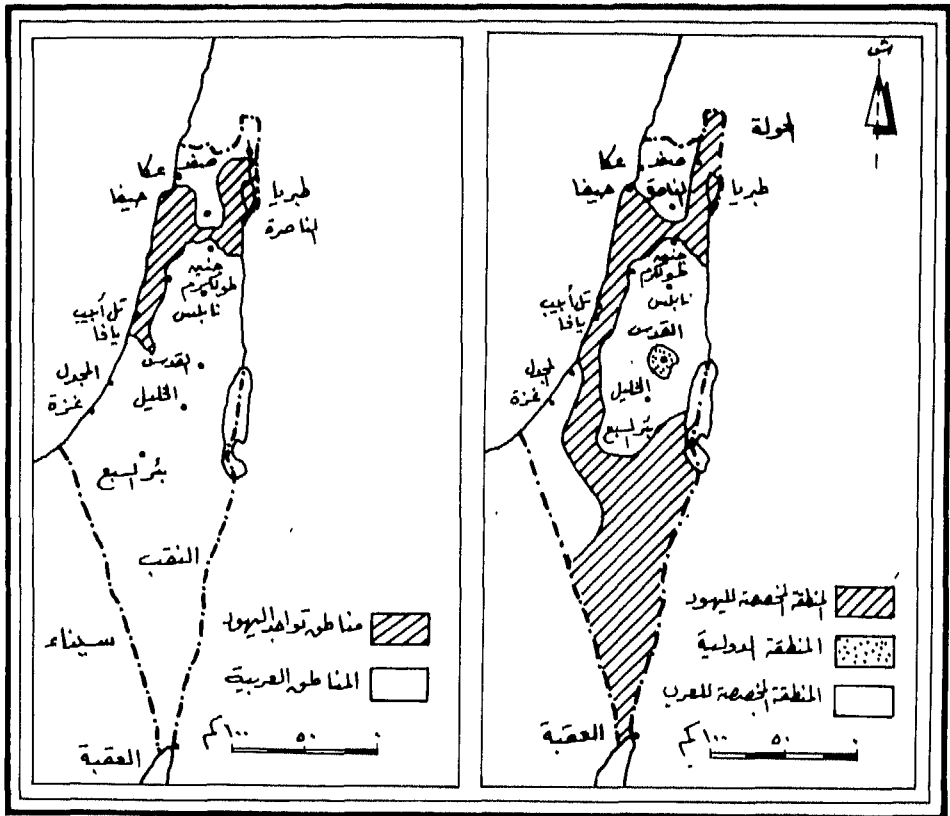 صفد
عكا
حيفا
طبريا
الناصرة
جنين
طولكرم
نابلس
تل أبيب
يافا
القدس
المجدل
الخليل
غزة
بئر السبع
النقب
سيناء
العقبة
مناطق تواجد اليهود
المناطق العربية
١٠٠ كم ٥٠ ٠
ش
الحولة
صفد
عكا
الناصرة
حيفا
طبريا
جنين
طولكرم
نابلس
تل أبيب
يافا
القدس
المجدل
الخليل
غزة
بئر السبع
العقبة
المنطقة المخصصة لليهود
المنطقة الدولية
المنطقة المخصصة للعرب
١٠٠ كم ٥٠ ٠